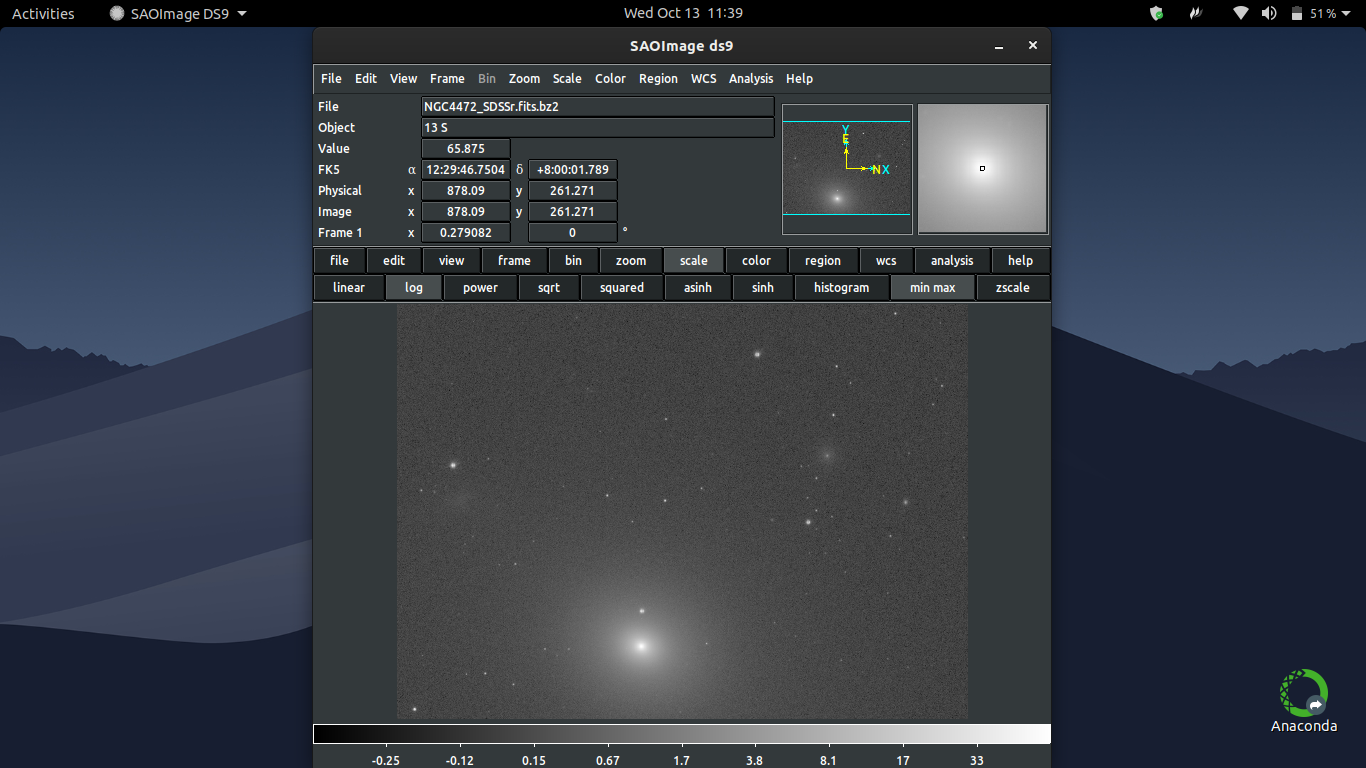 Activities SAOImage DS9 Wed Oct 13 11:39 51%
SAOImage ds9
File Edit View Frame Bin Zoom Scale Color Region WCS Analysis Help
File NGC4472_SDSSr.fits.bz2
Object 13 S
Value 65.875
FK5 α 12:29:46.7504 δ +8:00:01.789
Physical x 878.09 y 261.271
Image x 878.09 y 261.271
Frame 1 x 0.279082 0 °
Y
E
N X
file edit view frame bin zoom scale color region wcs analysis help
linear log power sqrt squared asinh sinh histogram min max zscale
Anaconda
-0.25 -0.12 0.15 0.67 1.7 3.8 8.1 17 33